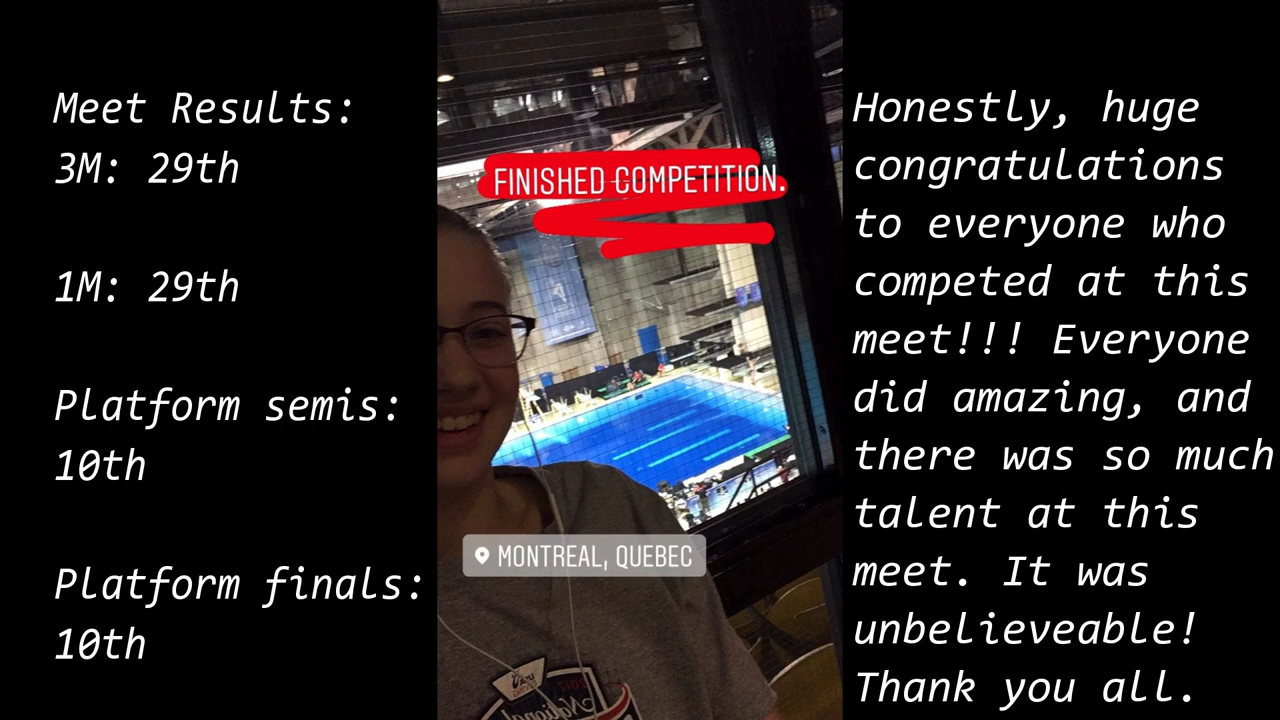 Meet Results:
3M: 29th
1M: 29th
Platform semis:
10th
Platform finals:
10th
FINISHED COMPETITION.
MONTREAL, QUEBEC
2017
National
Honestly, huge
congratulations
to everyone who
competed at this
meet!!! Everyone
did amazing, and
there was so much
talent at this
meet. It was
unbelieveable!
Thank you all.